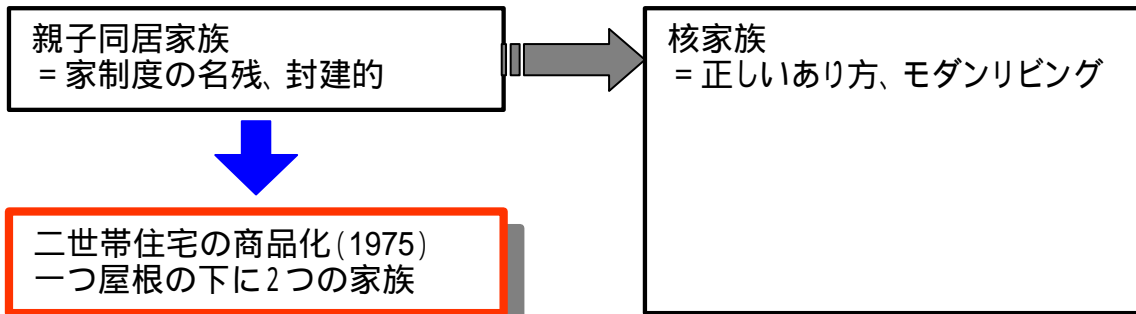 親子同居家族
=家制度の名残、封建的
核家族
=正しいあり方、モダンリビング
二世帯住宅の商品化(1975)
一つ屋根の下に2つの家族